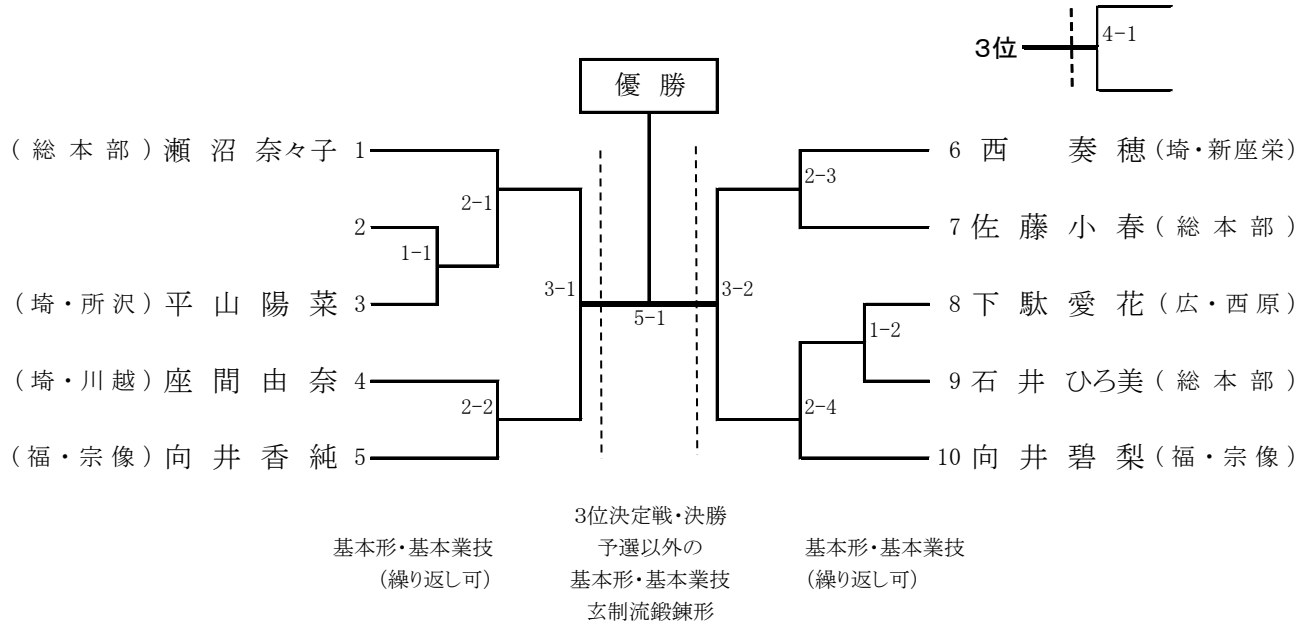 4-1
3位
優 勝
(総本部) 瀬沼奈々子 1
6 西 奏穂 (埼・新座栄)
2-1
2-3
2
7 佐藤小春 (総本部)
1-1
3-1
3-2
(埼・所沢) 平山陽菜 3
8 下駄愛花 (広・西原)
5-1
1-2
(埼・川越) 座間由奈 4
9 石井ひろ美 (総本部)
2-2
2-4
(福・宗像) 向井香純 5
10 向井碧梨 (福・宗像)
3位決定戦・決勝
基本形・基本業技
予選以外の
基本形・基本業技
(繰り返し可)
基本形・基本業技
(繰り返し可)
玄制流鍛錬形